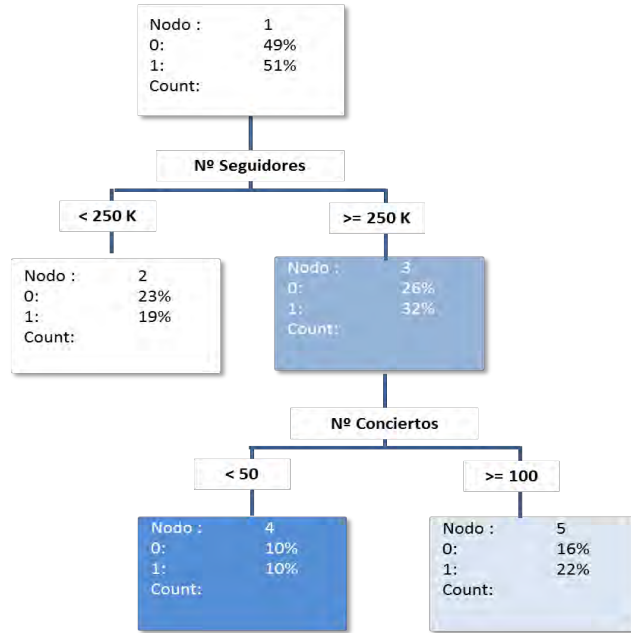 Nodo : 1
0: 49%
1: 51%
Count:
Nº Seguidores
< 250 K
>= 250 K
Nodo : 2
0: 23%
1: 19%
Count:
Nodo : 3
0: 26%
1: 32%
Count:
Nº Conciertos
< 50
>= 100
Nodo : 4
0: 10%
1: 10%
Count:
Nodo : 5
0: 16%
1: 22%
Count: